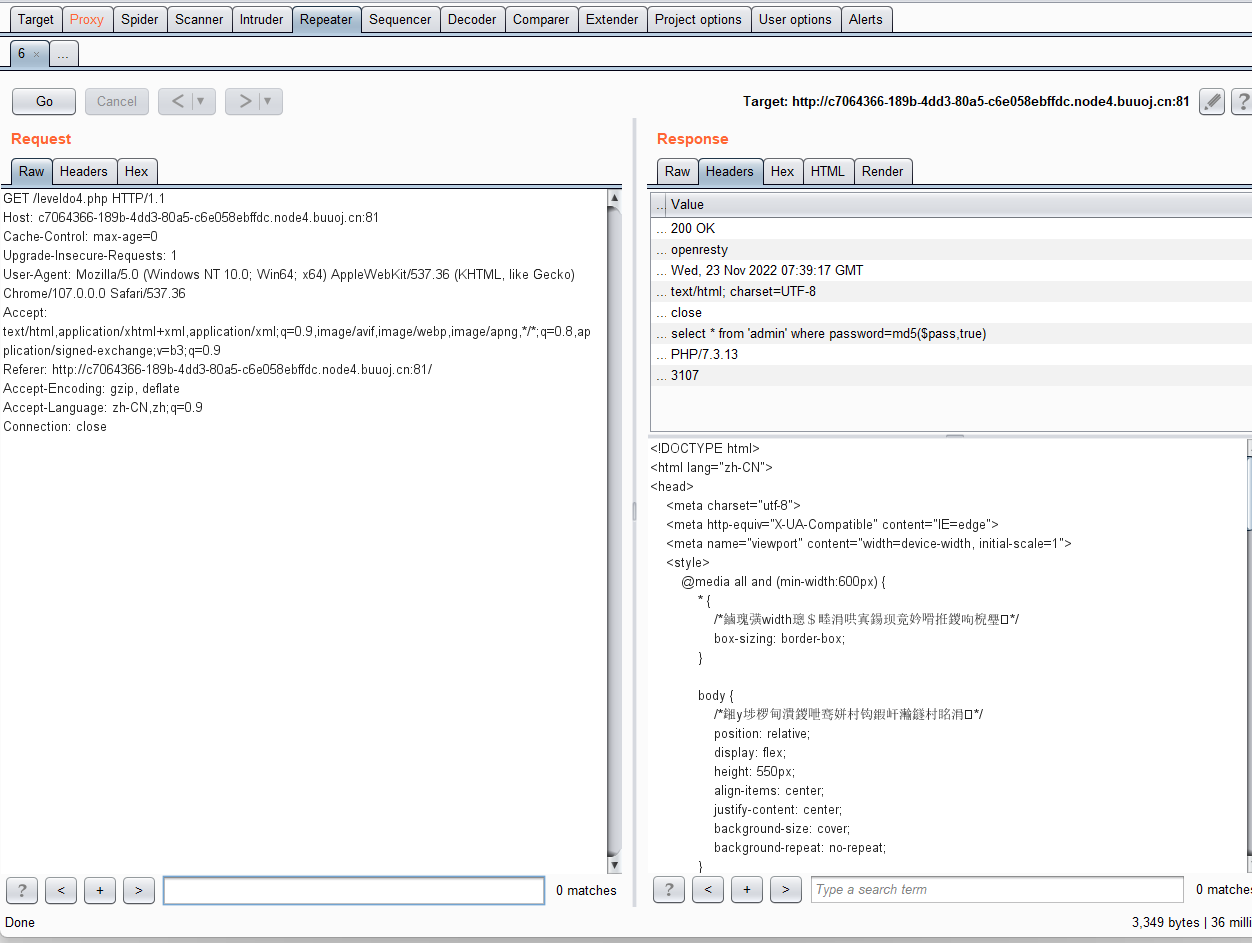 Target Proxy Spider Scanner Intruder Repeater Sequencer Decoder Comparer Extender Project options User options Alerts
6 × ...
Go Cancel < ▼ > ▼ Target: http://c7064366-189b-4dd3-80a5-c6e058ebffdc.node4.buuoj.cn:81 ?
Request
Raw Headers Hex
GET /leveldo4.php HTTP/1.1
Host: c7064366-189b-4dd3-80a5-c6e058ebffdc.node4.buuoj.cn:81
Cache-Control: max-age=0
Upgrade-Insecure-Requests: 1
User-Agent: Mozilla/5.0 (Windows NT 10.0; Win64; x64) AppleWebKit/537.36 (KHTML, like Gecko)
Chrome/107.0.0.0 Safari/537.36
Accept:
text/html,application/xhtml+xml,application/xml;q=0.9,image/avif,image/webp,image/apng,*/*;q=0.8,ap
plication/signed-exchange;v=b3;q=0.9
Referer: http://c7064366-189b-4dd3-80a5-c6e058ebffdc.node4.buuoj.cn:81/
Accept-Encoding: gzip, deflate
Accept-Language: zh-CN,zh;q=0.9
Connection: close
? < + > 0 matches
Done
Response
Raw Headers Hex HTML Render
... Value
... 200 OK
... openresty
... Wed, 23 Nov 2022 07:39:17 GMT
... text/html; charset=UTF-8
... close
... select * from 'admin' where password=md5($pass,true)
... PHP/7.3.13
... 3107
<!DOCTYPE html>
<html lang="zh-CN">
<head>
<meta charset="utf-8">
<meta http-equiv="X-UA-Compatible" content="IE=edge">
<meta name="viewport" content="width=device-width, initial-scale=1">
<style>
@media all and (min-width:600px) {
* {
box-sizing: border-box;
}
body {
position: relative;
display: flex;
height: 550px;
align-items: center;
justify-content: center;
background-size: cover;
background-repeat: no-repeat;
}
? < + > Type a search term 0 matche
3,349 bytes | 36 milli